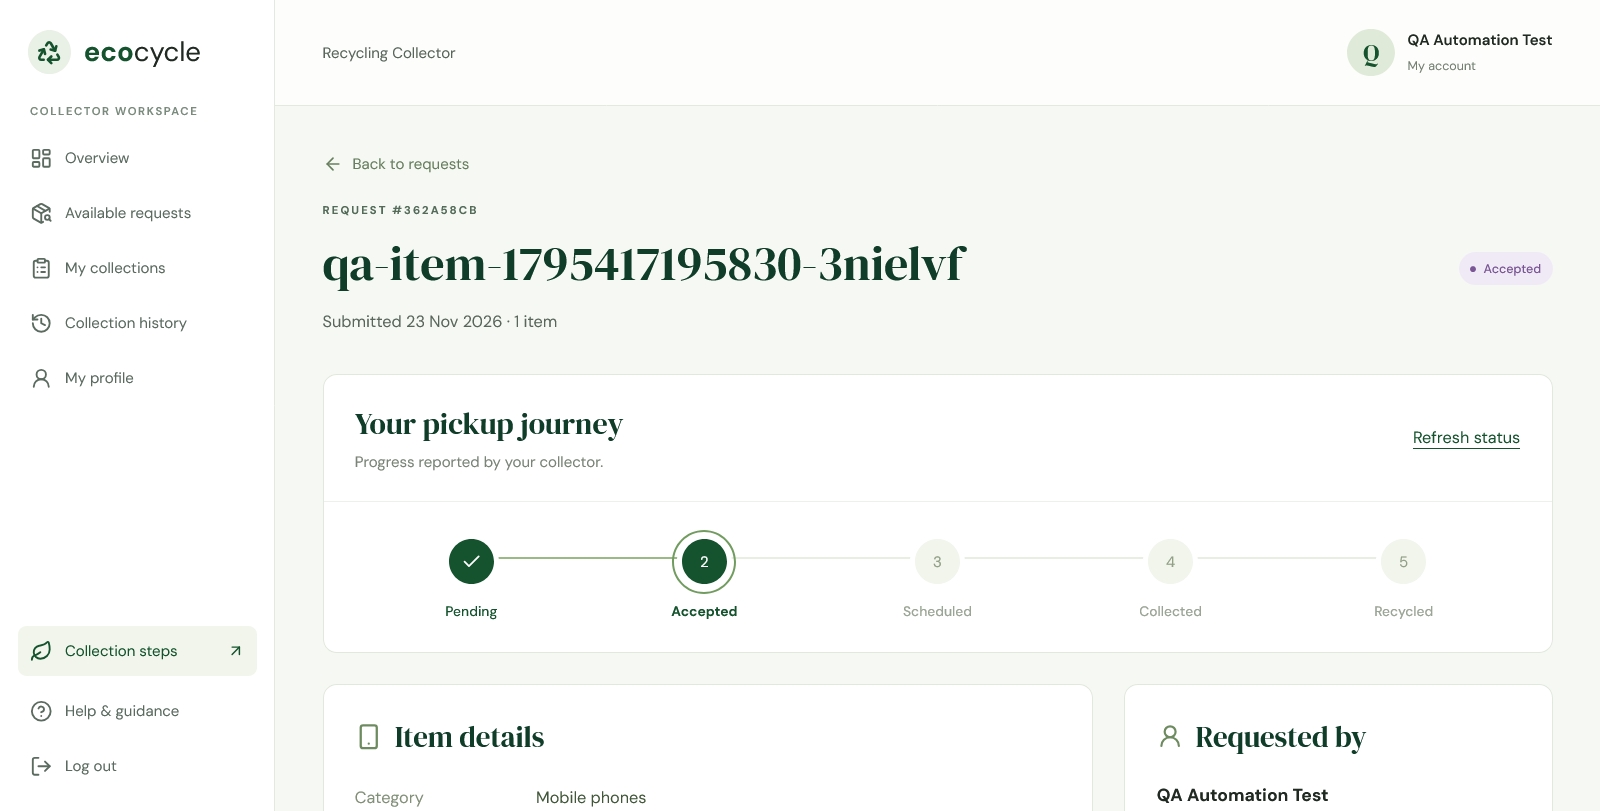 ecocycle
COLLECTOR WORKSPACE
Overview
Available requests
My collections
Collection history
My profile
Collection steps
Help & guidance
Log out
Recycling Collector
Q
QA Automation Test
My account
Back to requests
REQUEST #362A58CB
qa-item-1795417195830-3nielvf
Accepted
Submitted 23 Nov 2026 · 1 item
Your pickup journey
Progress reported by your collector.
Refresh status
2
3
4
5
Pending
Accepted
Scheduled
Collected
Recycled
Item details
Category
Mobile phones
Requested by
QA Automation Test